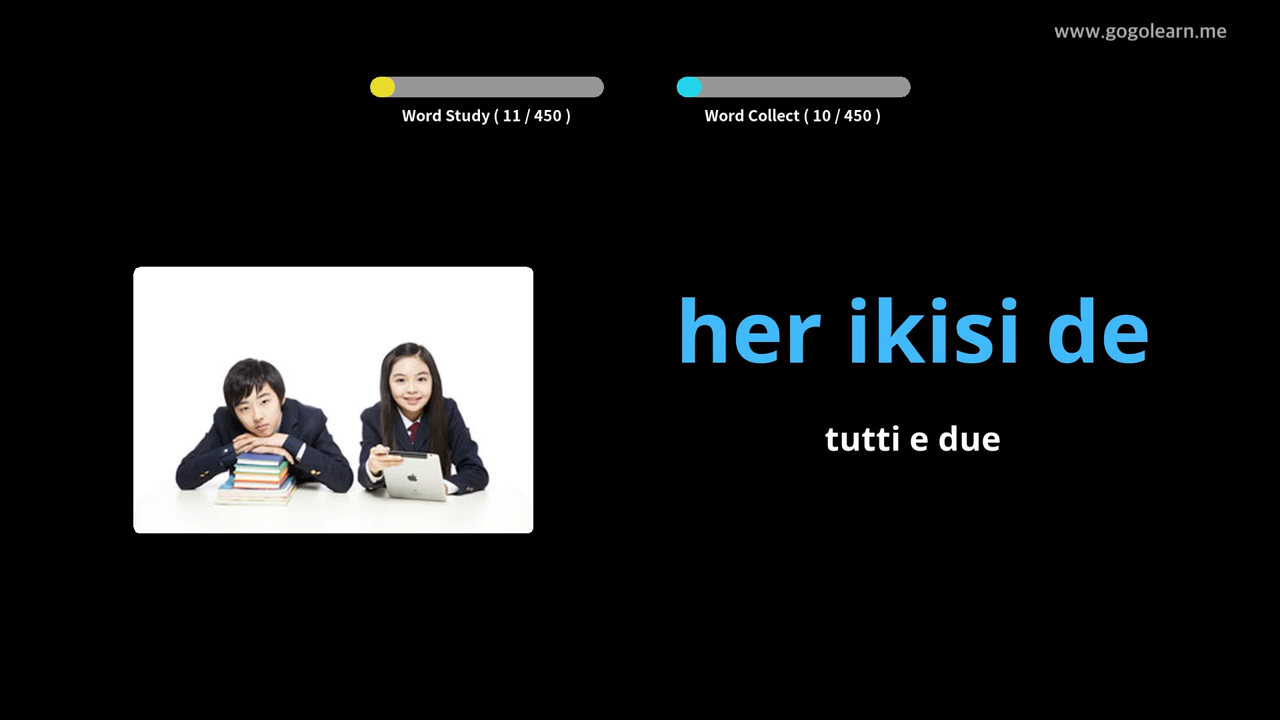 www.gogolearn.me
Word Study ( 11 / 450 )
Word Collect ( 10 / 450 )
her ikisi de
tutti e due